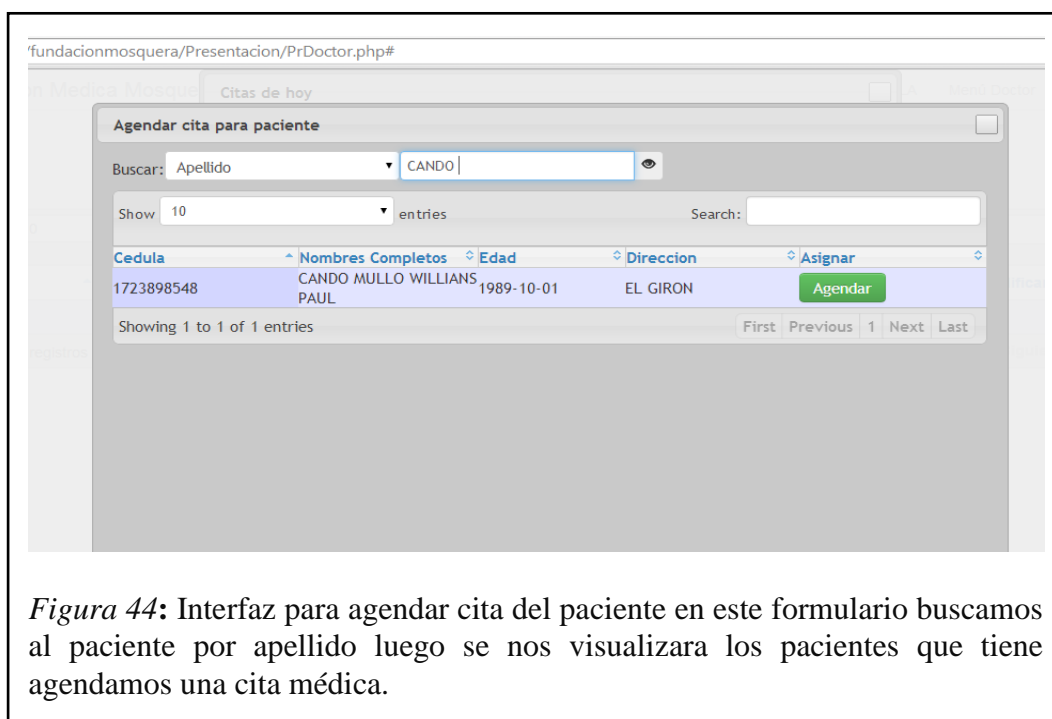 /fundacionmosquera/Presentacion/PrDoctor.php#
Citas de hoy
Agendar cita para paciente
Buscar: Apellido CANDO
Show 10 entries Search:
Cedula Nombres Completos Edad Direccion Asignar
1723898548 CANDO MULLO WILLIANS PAUL 1989-10-01 EL GIRON Agendar
Showing 1 to 1 of 1 entries First Previous 1 Next Last
Figura 44: Interfaz para agendar cita del paciente en este formulario buscamos
al paciente por apellido luego se nos visualizara los pacientes que tiene
agendamos una cita médica.